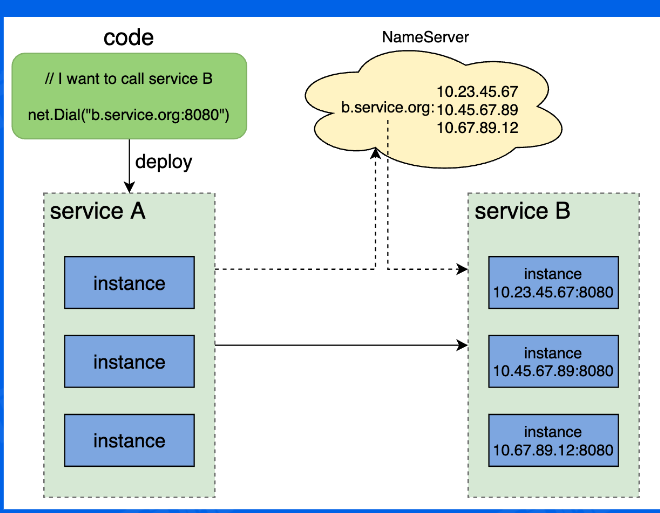 code
// I want to call service B
net.Dial("b.service.org:8080")
deploy
NameServer
b.service.org:
10.23.45.67
10.45.67.89
10.67.89.12
service A
instance
instance
instance
service B
instance
10.23.45.67:8080
instance
10.45.67.89:8080
instance
10.67.89.12:8080